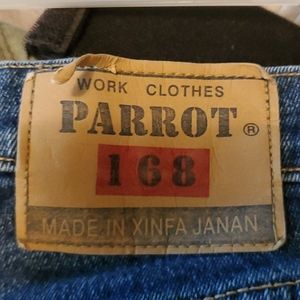 WORK CLOTHES
PARROT®
168
MADE IN XINFA JANAN